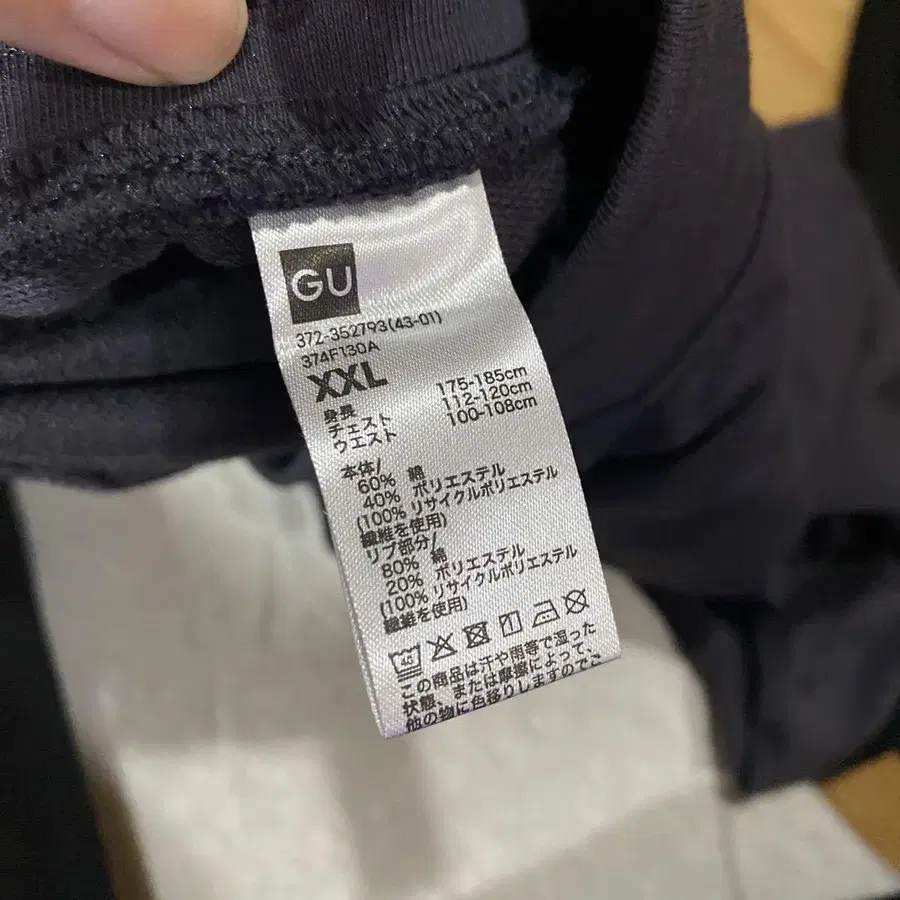 GU
372-352793(43-01)
374F130A
XXL
身長 175-185cm
チェスト 112-120cm
ウエスト 100-108cm
本体/
60% 綿
40% ポリエステル
(100% リサイクルポリエステル
繊維を使用)
リブ部分/
80% 綿
20% ポリエステル
(100% リサイクルポリエステル
繊維を使用)
40
この商品は汗や雨等で湿った
状態、または摩擦によって、
他の物に色移りしますのでご